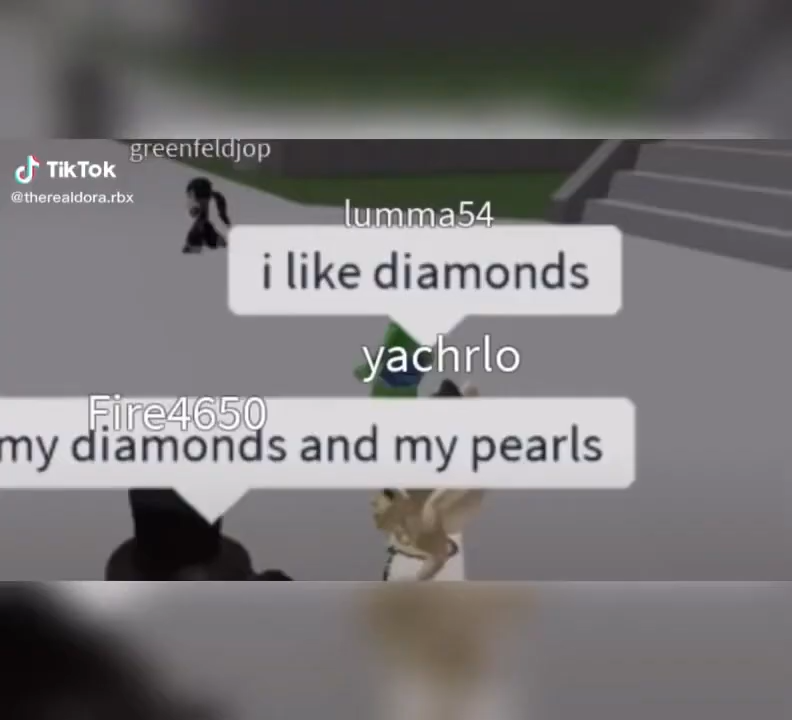 greenfeldjop
TikTok
@therealdora.rbx
lumma54
i like diamonds
yachrlo
Fire4650
my diamonds and my pearls